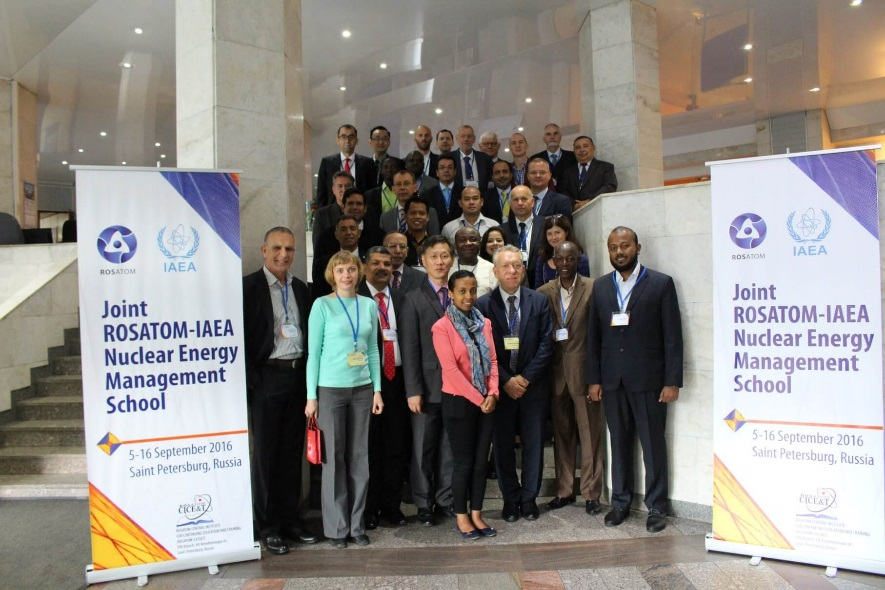 ROSATOM
IAEA
Joint
ROSATOM-IAEA
Nuclear Energy
Management
School
5-16 September 2016
Saint Petersburg, Russia
CICE&T
ROSATOM
IAEA
Joint
ROSATOM-IAEA
Nuclear Energy
Management
School
5-16 September 2016
Saint Petersburg, Russia
CICE&T